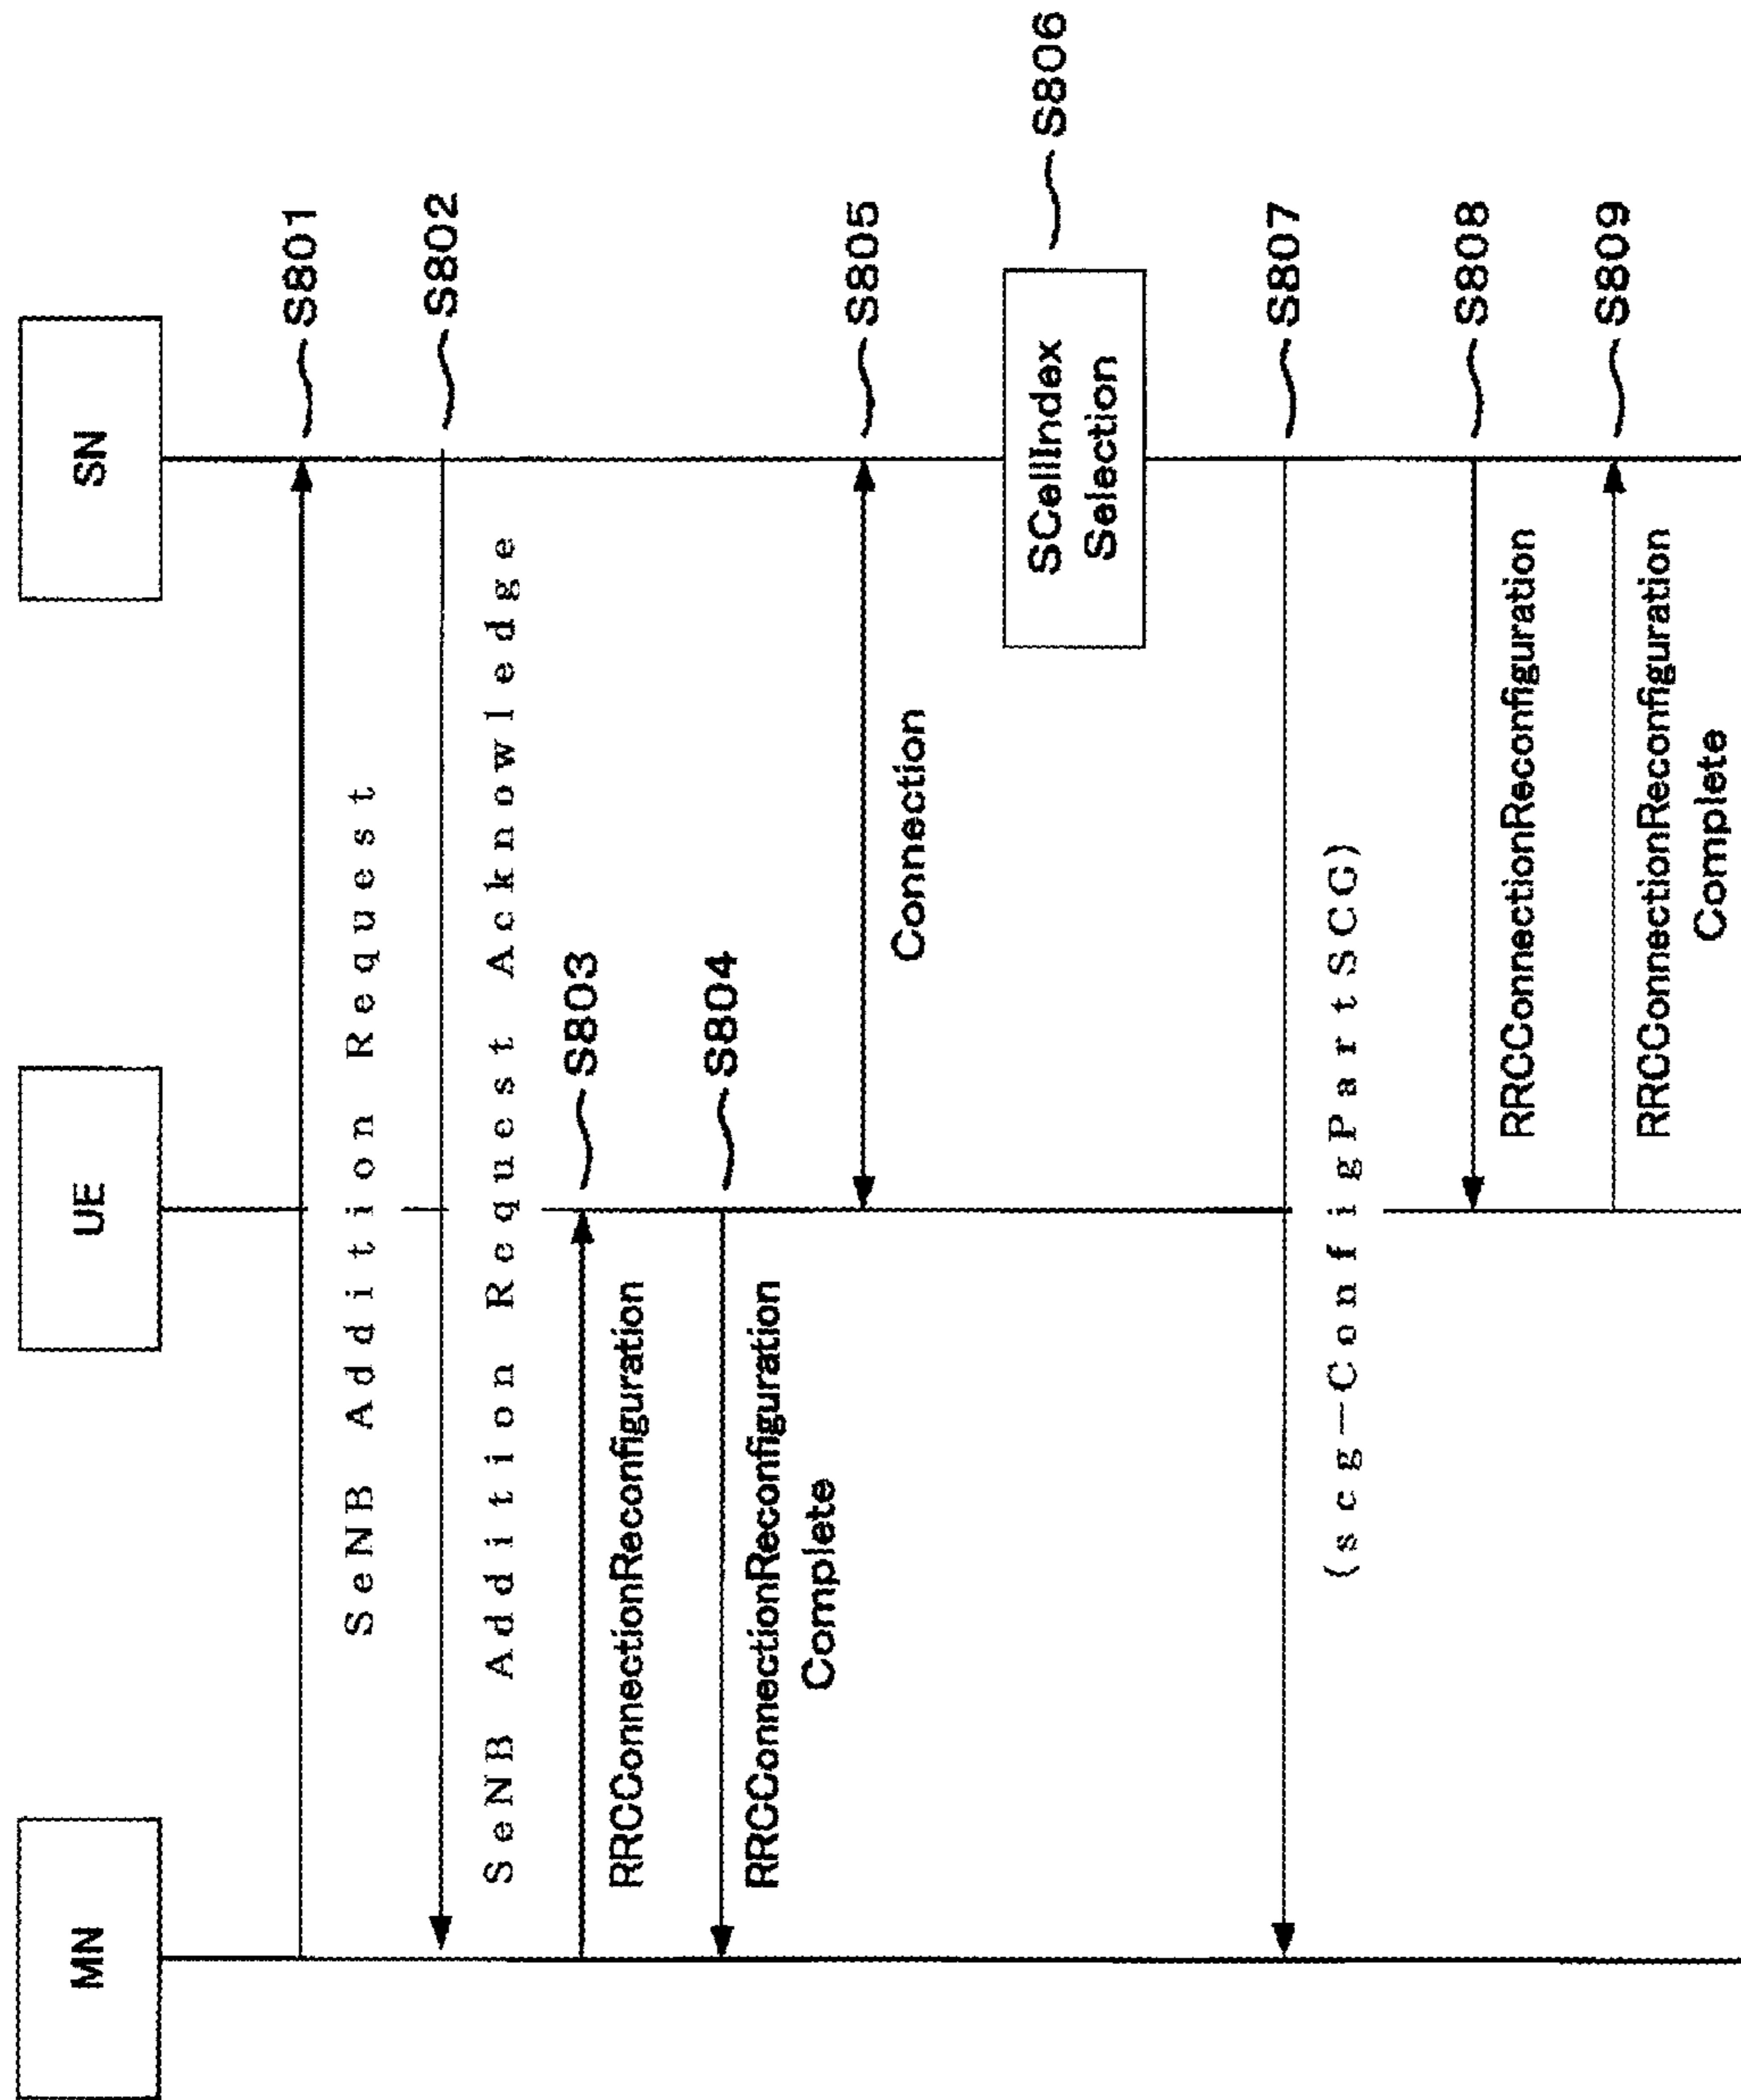 MN
UE
SN
S801
SeNB Addition Request
S802
SeNB Addition Request Acknowledge
S803
RRCConnectionReconfiguration
S804
RRCConnectionReconfiguration
Complete
S805
Connection
SCellIndex
Selection
S806
S807
(scg-ConfigPartSCG)
S808
RRCConnectionReconfiguration
S809
RRCConnectionReconfiguration
Complete